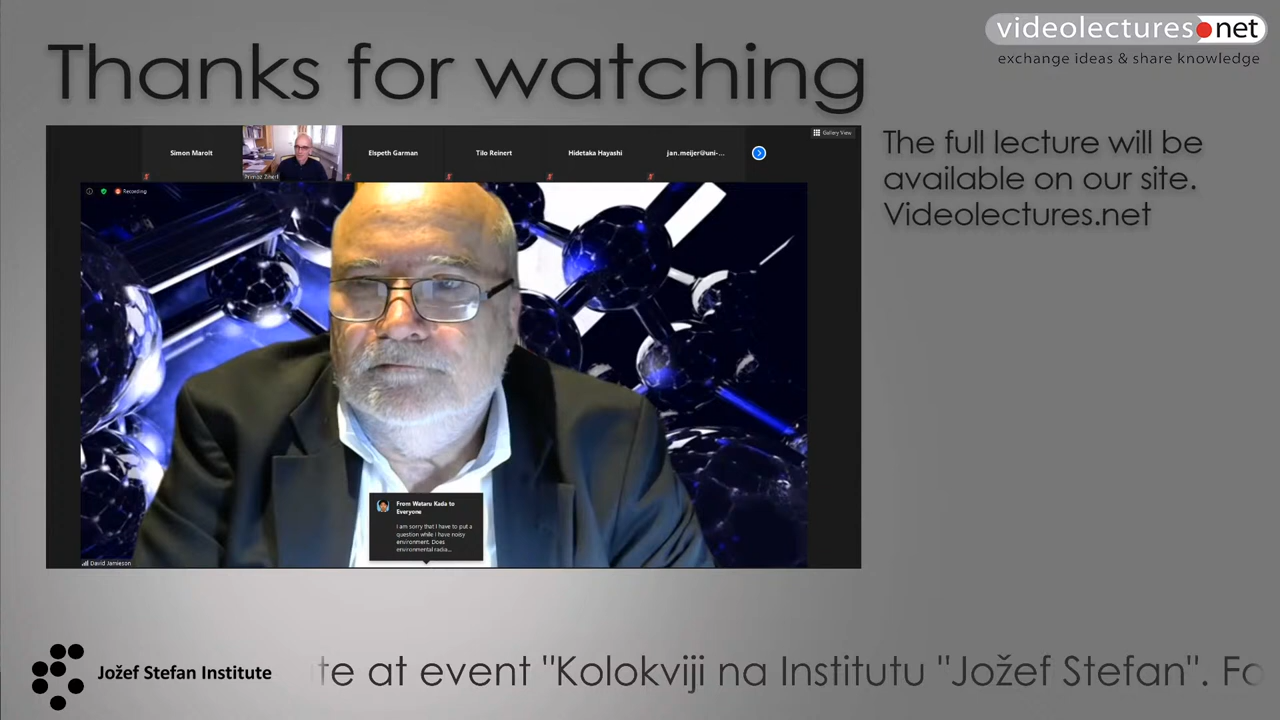 videolectures.net
exchange ideas & share knowledge
Thanks for watching
The full lecture will be
available on our site.
Videolectures.net
Gallery View
Simon Marolt
Elspeth Garman
Tilo Reinert
Hidetaka Hayashi
jan.meijer@uni-...
Primoz Ziherl
Recording
From Wataru Kada to
Everyone
I am sorry that I have to put a
question while I have noisy
environment. Does
environmental radia...
David Jamieson
Jožef Stefan Institute
te at event "Kolokviji na Institutu "Jožef Stefan". Fo